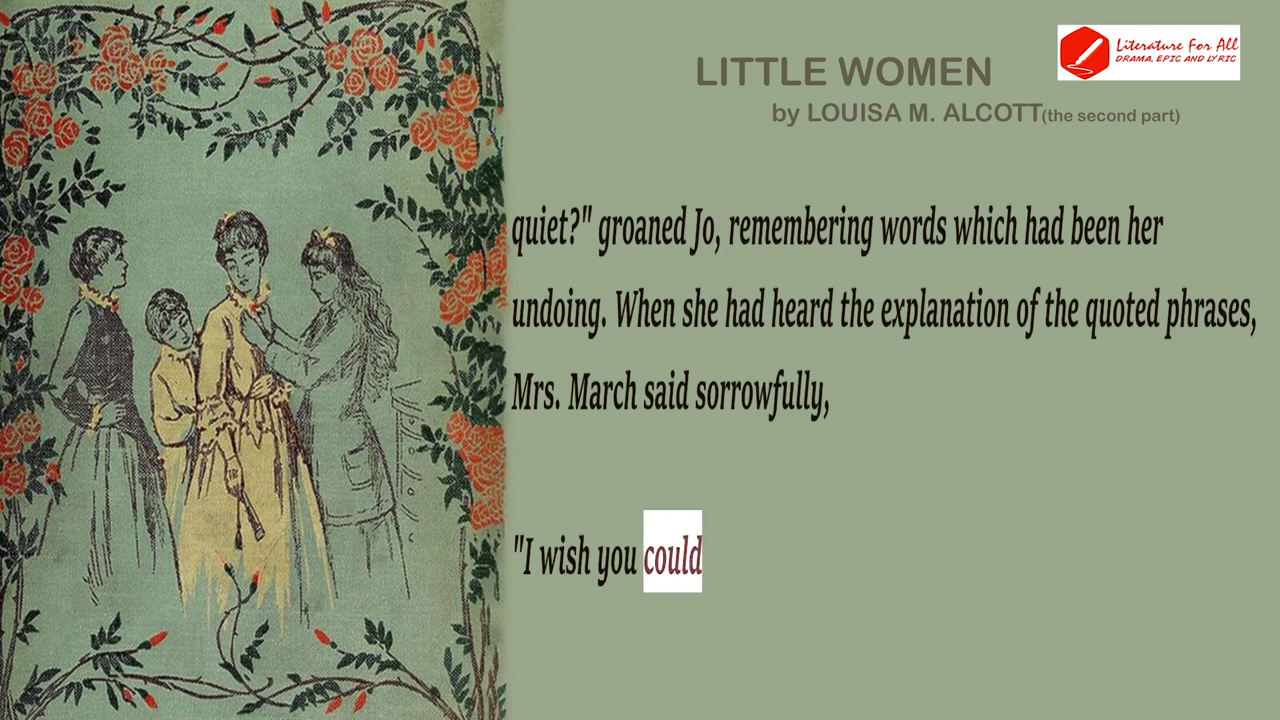 LITTLE WOMEN
by LOUISA M. ALCOTT(the second part)
Literature For All
DRAMA, EPIC AND LYRIC
quiet?" groaned Jo, remembering words which had been her
undoing. When she had heard the explanation of the quoted phrases,
Mrs. March said sorrowfully,
"I wish you could